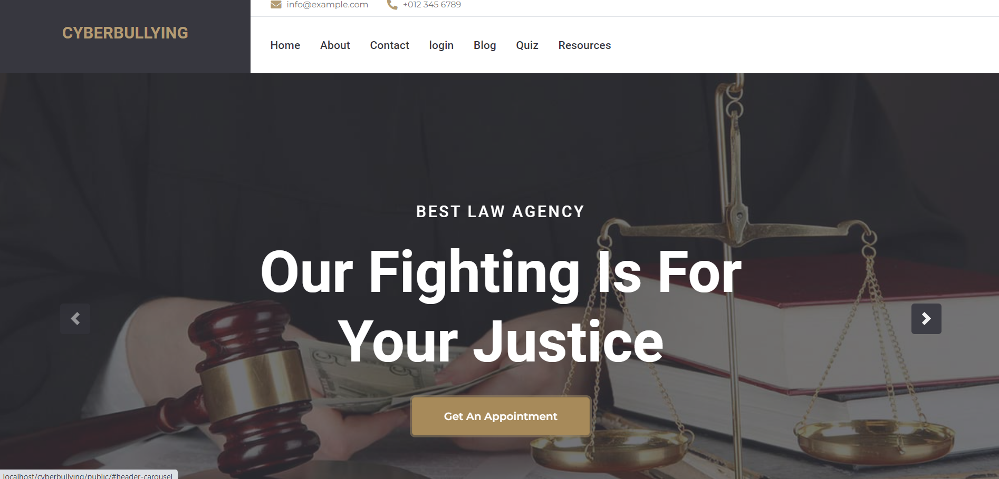 info@example.com +012 345 6789
CYBERBULLYING
Home About Contact login Blog Quiz Resources
BEST LAW AGENCY
Our Fighting Is For
Your Justice
Get An Appointment
localhost/cyberbullying/public/#header-carousel